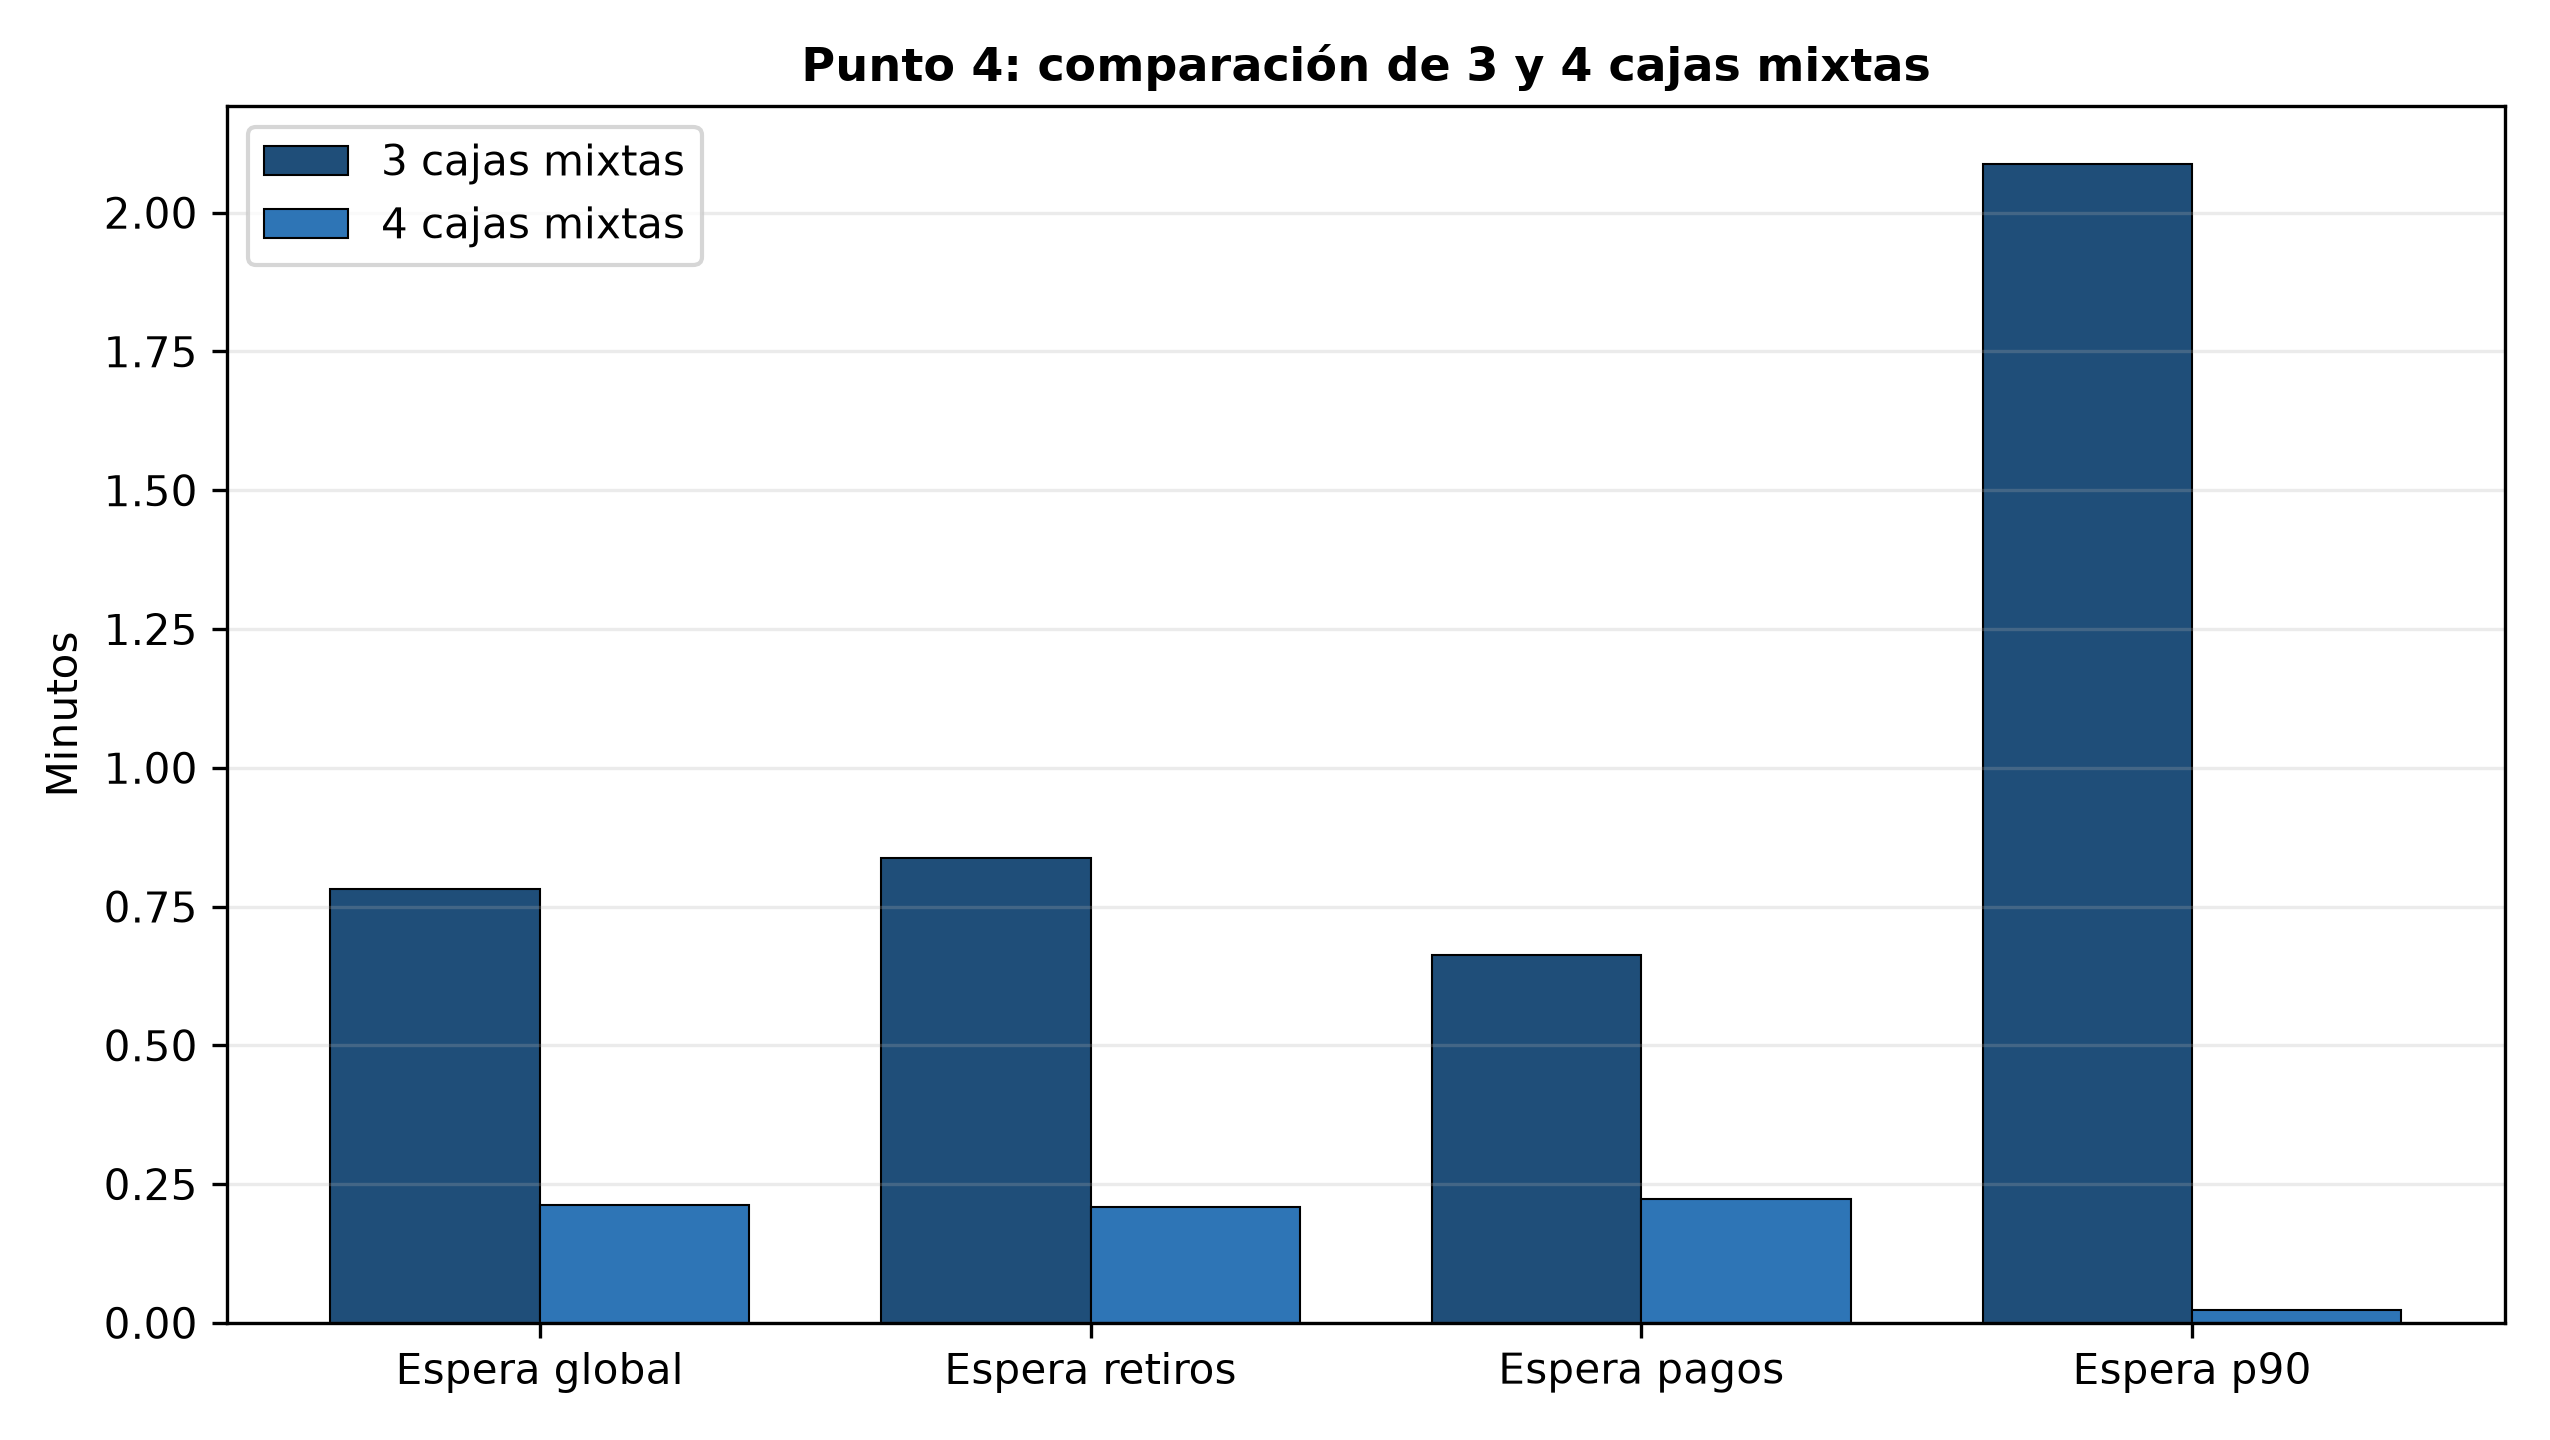 Punto 4: comparación de 3 y 4 cajas mixtas
3 cajas mixtas
4 cajas mixtas
Minutos
2.00
1.75
1.50
1.25
1.00
0.75
0.50
0.25
0.00
Espera global
Espera retiros
Espera pagos
Espera p90